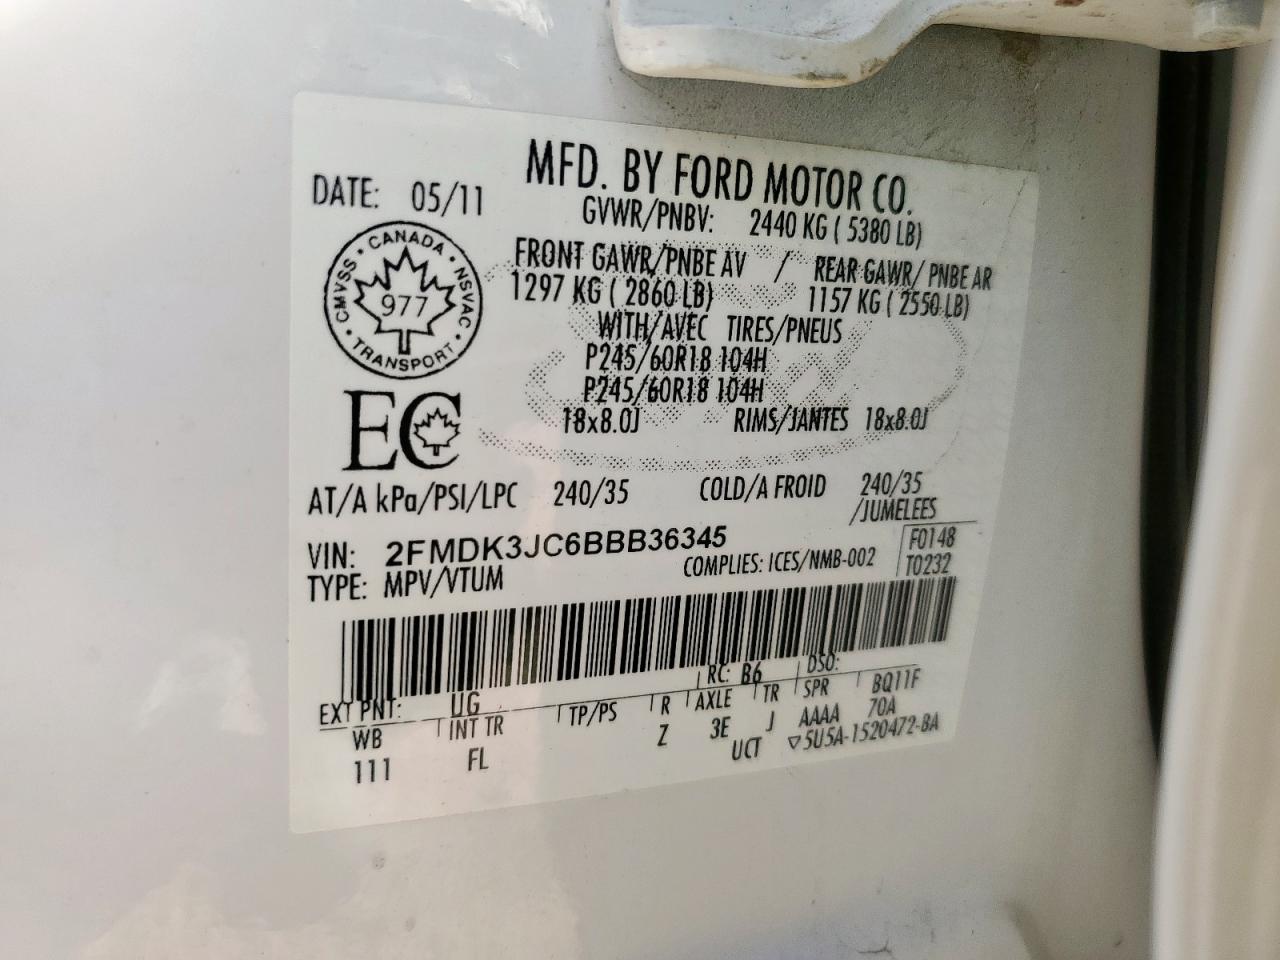 MFD. BY FORD MOTOR CO.
DATE: 05/11
GVWR/PNBV: 2440 KG ( 5380 LB)
FRONT GAWR/PNBE AV / REAR GAWR/ PNBE AR
1297 KG ( 2860 LB) 1157 KG ( 2550 LB)
WITH/AVEC TIRES/PNEUS
P245/60R18 104H
P245/60R18 104H
18x8.0J RIMS/JANTES 18x8.0J
CANADA • NSVAC • TRANSPORT • CMVSS •
977
EC
AT/A kPa/PSI/LPC 240/35 COLD/A FROID 240/35
/JUMELEES
VIN: 2FMDK3JC6BBB36345
F0148
TYPE: MPV/VTUM COMPLIES: ICES/NMB-002 T0232
RC: B6 DSO:
EXT PNT: UG
WB INT TR TP/PS R AXLE TR SPR BQ11F
111 FL Z 3E J AAAA 70A
UCT ▽5U5A-1520472-BA